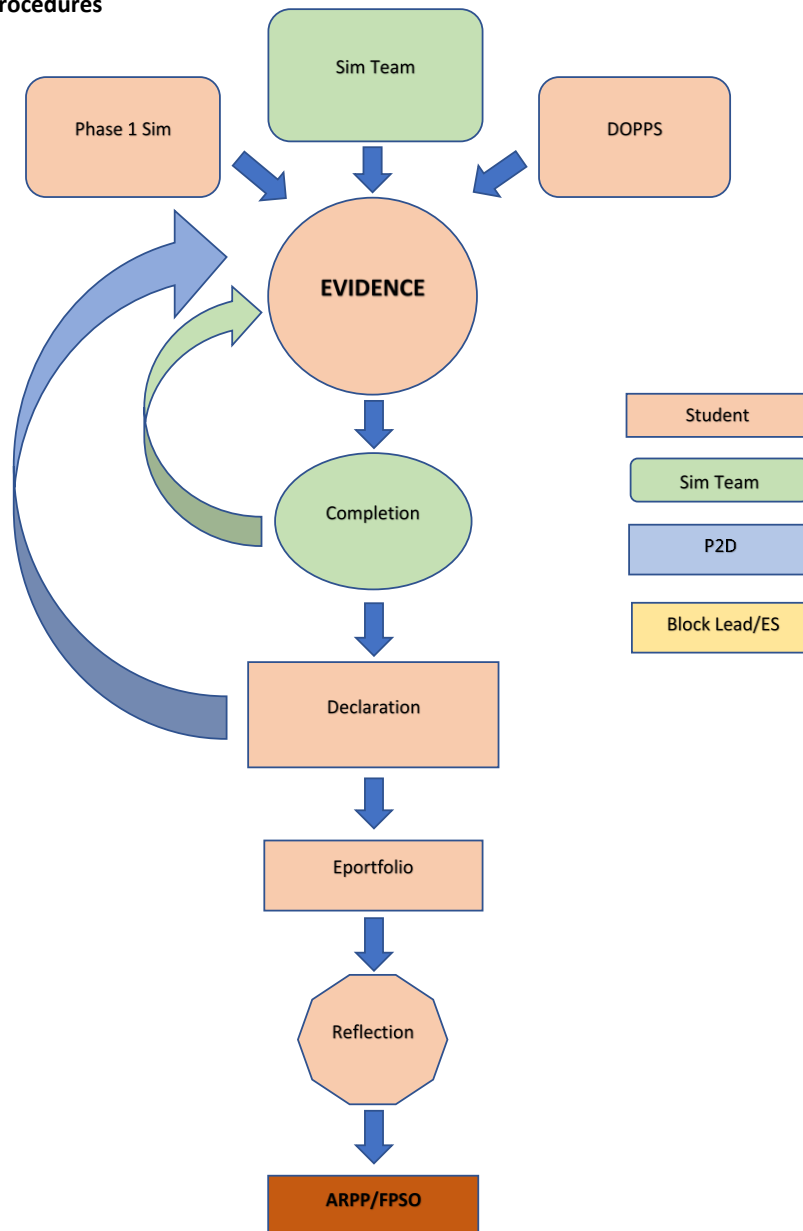 Sim Team
Phase 1 Sim
DOPPS
EVIDENCE
Student
Sim Team
Completion
P2D
Block Lead/ES
Declaration
Eportfolio
Reflection
ARPP/FPSO